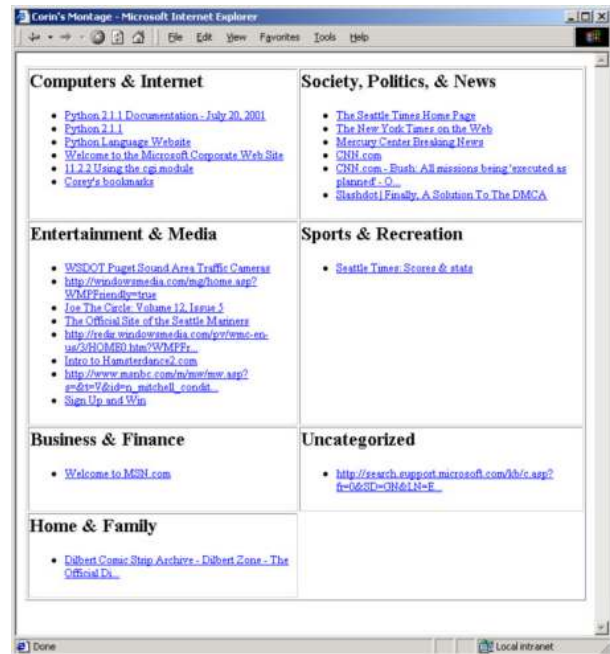 Corin's Montage - Microsoft Internet Explorer
File Edit View Favorites Tools Help
Computers & Internet
Python 2.1.1 Documentation - July 20, 2001
Python 2.1.1
Python Language Website
Welcome to the Microsoft Corporate Web Site
11.2.2 Using the cgi module
Corey's bookmarks
Society, Politics, & News
The Seattle Times Home Page
The New York Times on the Web
Mercury Center Breaking News
CNN.com
CNN.com - Bush: All missions being 'executed as
planned' - O...
Slashdot | Finally, A Solution To The DMCA
Entertainment & Media
WSDOT Puget Sound Area Traffic Cameras
http://windowsmedia.com/mg/home.asp?
WMPFriendly=true
Joe The Circle: Volume 12, Issue 5
The Official Site of the Seattle Mariners
http://redir.windowsmedia.com/pv/wmc-en-
us/3/HOME0.htm?WMPFr...
Intro to Hamsterdance2.com
http://www.msnbc.com/m/mw/mw.asp?
s=&t=V&id=n_mitchell_condit...
Sign Up and Win
Sports & Recreation
Seattle Times: Scores & stats
Business & Finance
Welcome to MSN.com
Uncategorized
http://search.support.microsoft.com/kb/c.asp?
fr=0&SD=GN&LN=E...
Home & Family
Dilbert Comic Strip Archive - Dilbert Zone - The
Official Di...
Done
Local intranet